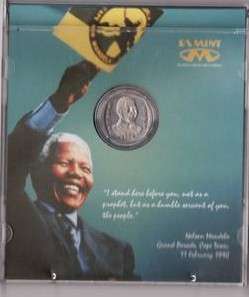 SA MINT
"I stand here before you, not as a
prophet, but as a humble servant of you,
the people."
Nelson Mandela
Grand Parade, Cape Town
11 February 1990